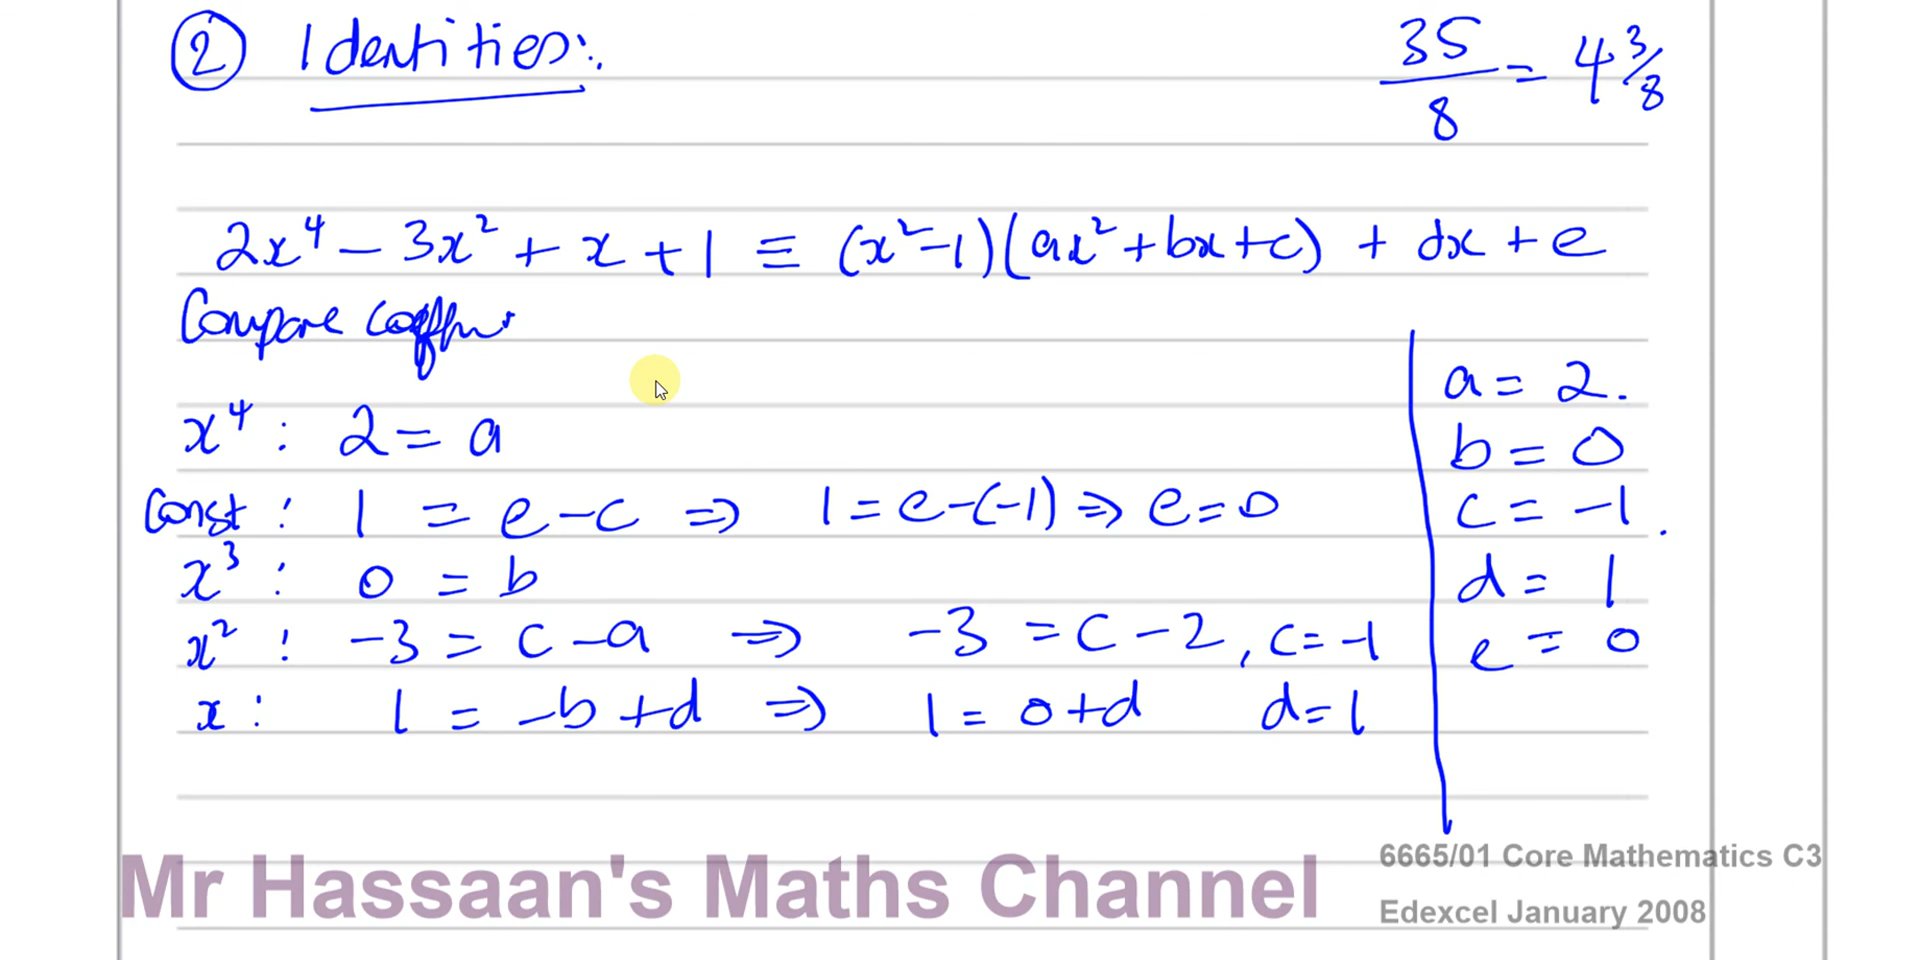 ② Identities:.
35/8 = 4 3/8
2x⁴ - 3x² + x + 1 ≡ (x²-1)(ax² + bx + c) + dx + e
Compare
x⁴ : 2 = a
Const : 1 = e - c ⇒ 1 = e - (-1) ⇒ e = 0
x³ : 0 = b
x² : -3 = c - a ⇒ -3 = c - 2, c = -1
x : 1 = -b + d ⇒ 1 = 0 + d d = 1
a = 2.
b = 0
c = -1.
d = 1
e = 0
Mr Hassaan's Maths Channel
6665/01 Core Mathematics C3
Edexcel January 2008